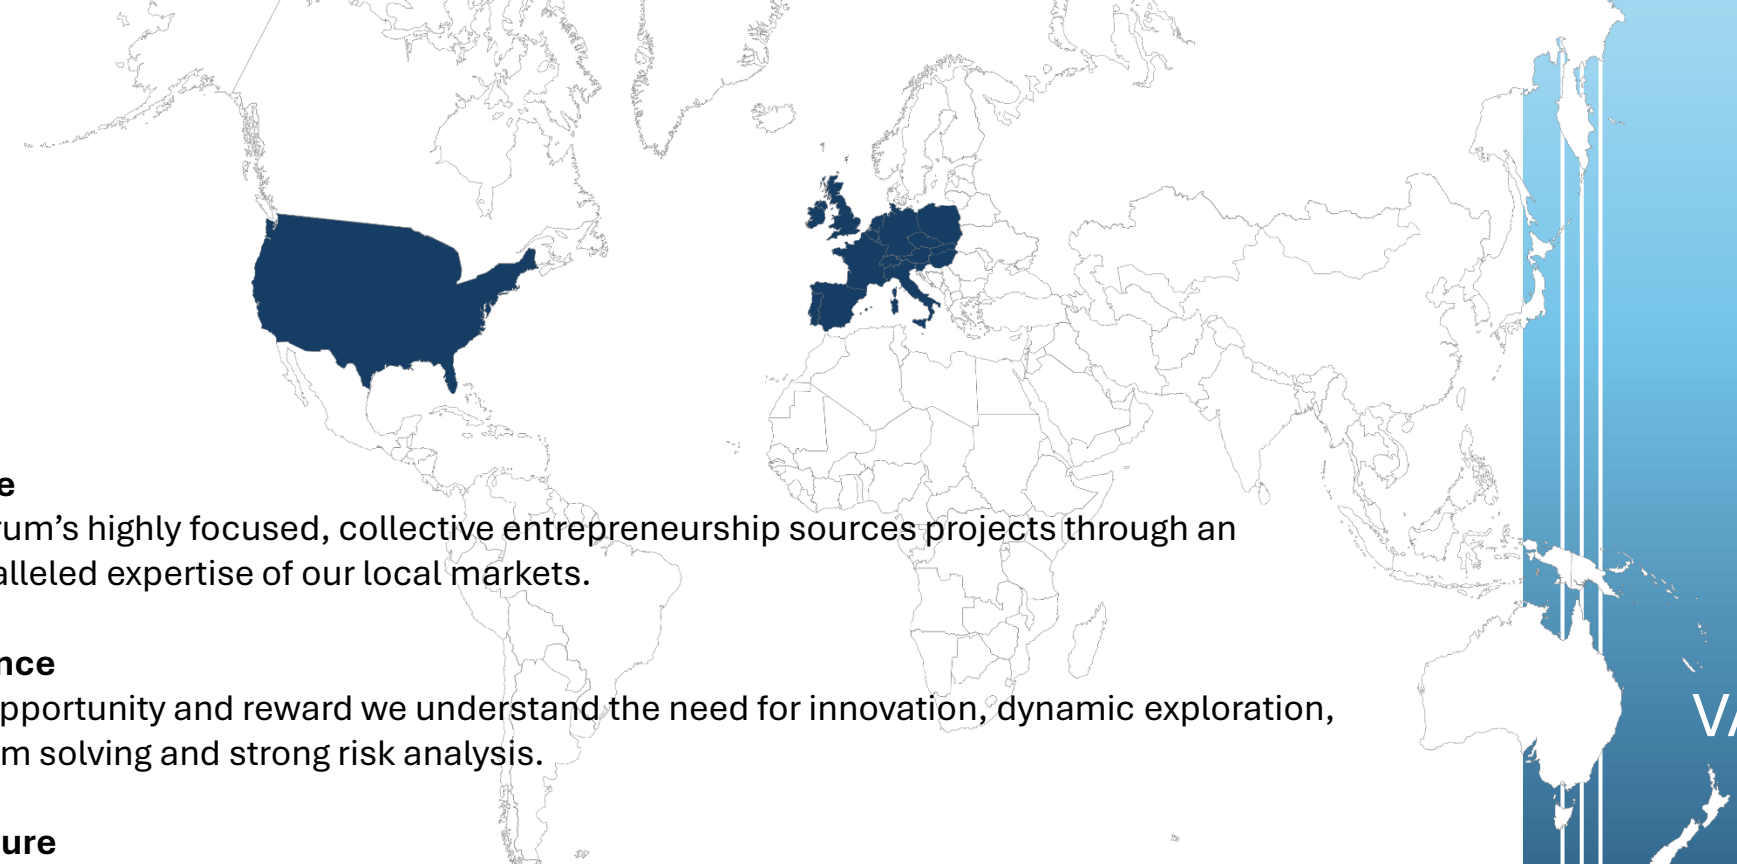 e
rum’s highly focused, collective entrepreneurship sources projects through an
alleled expertise of our local markets.
nce
pportunity and reward we understand the need for innovation, dynamic exploration,
m solving and strong risk analysis.
V
ure